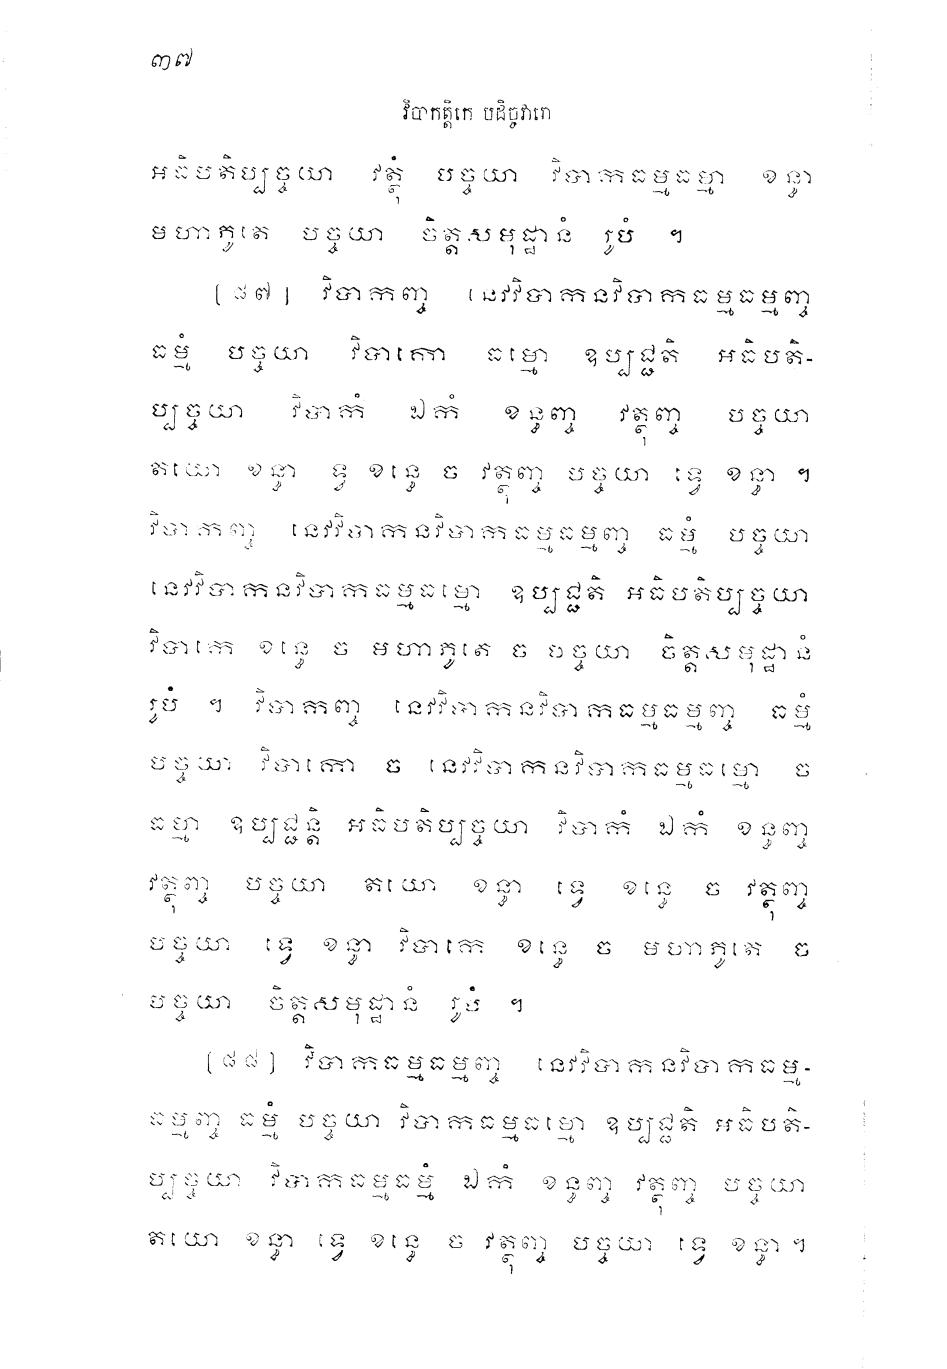 ៣៧
វិបាកត្តិកេ បដិច្ចវារោ
អធិបតិប្បច្ចយា វត្ថុំ បច្ចយា វិបាកធម្មធម្មា ខន្ធា
មហាភូតេ បច្ចយា ចិត្តសមុដ្ឋានំ រូបំ ។
[៨៧] វិបាកញ្ច នេវវិបាកនវិបាកធម្មធម្មញ្ច
ធម្មំ បច្ចយា វិបាកោ ធម្មោ ឧប្បជ្ជតិ អធិបតិ-
ប្បច្ចយា វិបាកំ ឯកំ ខន្ធញ្ច វត្ថុញ្ច បច្ចយា
តយោ ខន្ធា ទ្វេ ខន្ធេ ច វត្ថុញ្ច បច្ចយា ទ្វេ ខន្ធា ។
វិបាកញ្ច នេវវិបាកនវិបាកធម្មធម្មញ្ច ធម្មំ បច្ចយា
នេវវិបាកនវិបាកធម្មធម្មោ ឧប្បជ្ជតិ អធិបតិប្បច្ចយា
វិបាកេ ខន្ធេ ច មហាភូតេ ច បច្ចយា ចិត្តសមុដ្ឋានំ
រូបំ ។ វិបាកញ្ច នេវវិបាកនវិបាកធម្មធម្មញ្ច ធម្មំ
បច្ចយា វិបាកោ ច នេវវិបាកនវិបាកធម្មធម្មោ ច
ធម្មា ឧប្បជ្ជន្តិ អធិបតិប្បច្ចយា វិបាកំ ឯកំ ខន្ធញ្ច
វត្ថុញ្ច បច្ចយា តយោ ខន្ធា ទ្វេ ខន្ធេ ច វត្ថុញ្ច
បច្ចយា ទ្វេ ខន្ធា វិបាកេ ខន្ធេ ច មហាភូតេ ច
បច្ចយា ចិត្តសមុដ្ឋានំ រូបំ ។
[៨៨] វិបាកធម្មធម្មញ្ច នេវវិបាកនវិបាកធម្ម-
ធម្មញ្ច ធម្មំ បច្ចយា វិបាកធម្មធម្មោ ឧប្បជ្ជតិ អធិបតិ-
ប្បច្ចយា វិបាកធម្មធម្មំ ឯកំ ខន្ធញ្ច វត្ថុញ្ច បច្ចយា
តយោ ខន្ធា ទ្វេ ខន្ធេ ច វត្ថុញ្ច បច្ចយា ទ្វេ ខន្ធា ។